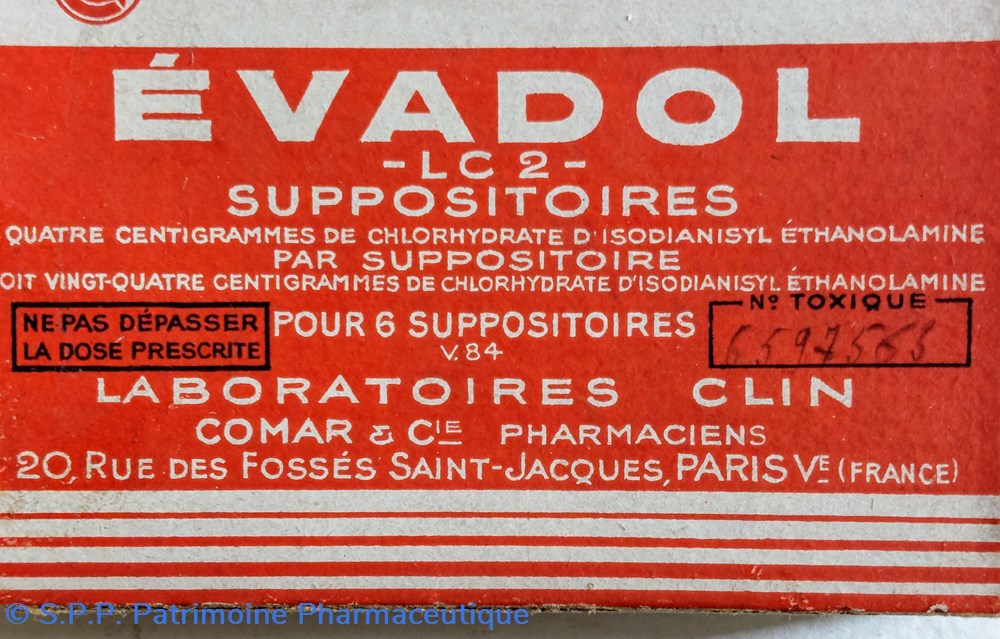 ÉVADOL
-LC 2-
SUPPOSITOIRES
QUATRE CENTIGRAMMES DE CHLORHYDRATE D'ISODIANISYL ÉTHANOLAMINE
PAR SUPPOSITOIRE
OIT VINGT-QUATRE CENTIGRAMMES DE CHLORHYDRATE D'ISODIANISYL ÉTHANOLAMINE
NE PAS DÉPASSER
LA DOSE PRESCRITE
POUR 6 SUPPOSITOIRES
V.84
Nº TOXIQUE
6597563
LABORATOIRES CLIN
COMAR & CIE PHARMACIENS
20, RUE DES FOSSÉS SAINT-JACQUES, PARIS VE (FRANCE)
© S.P.P. Patrimoine Pharmaceutique